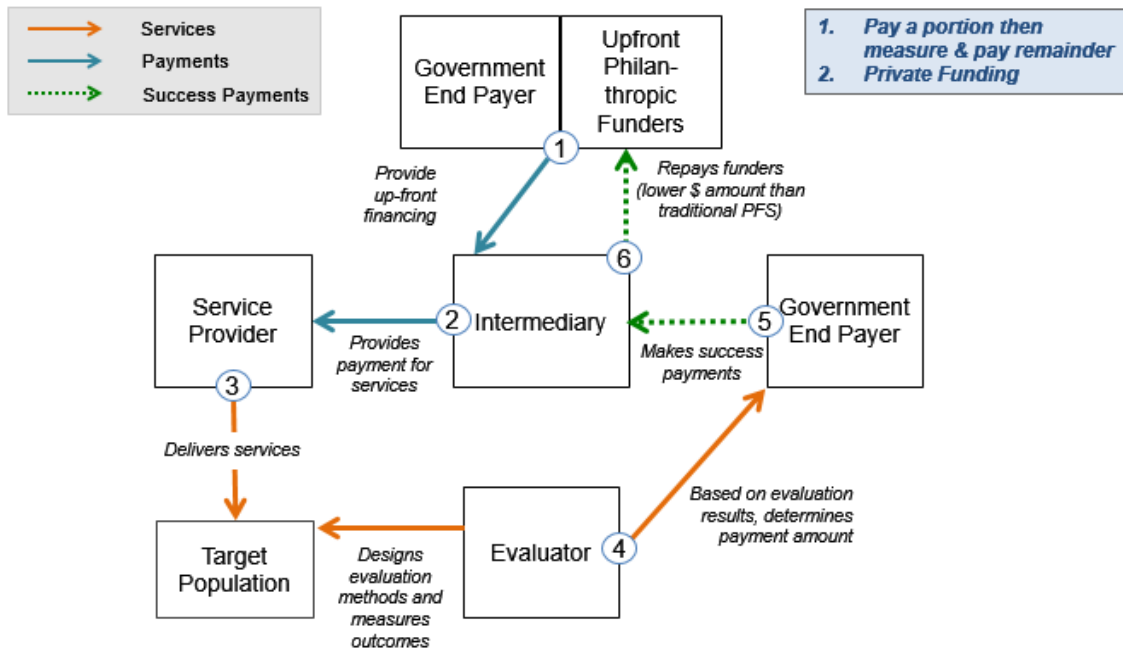 Services
Payments
Success Payments
1. Pay a portion then
measure & pay remainder
2. Private Funding
Government
End Payer
Upfront
Philan-
thropic
Funders
1
Provide
up-front
financing
Repays funders
(lower $ amount than
traditional PFS)
6
Service
Provider
2
Intermediary
5
Government
End Payer
Provides
payment for
services
Makes success
payments
3
Delivers services
Target
Population
Evaluator
4
Based on evaluation
results, determines
payment amount
Designs
evaluation
methods and
measures
outcomes